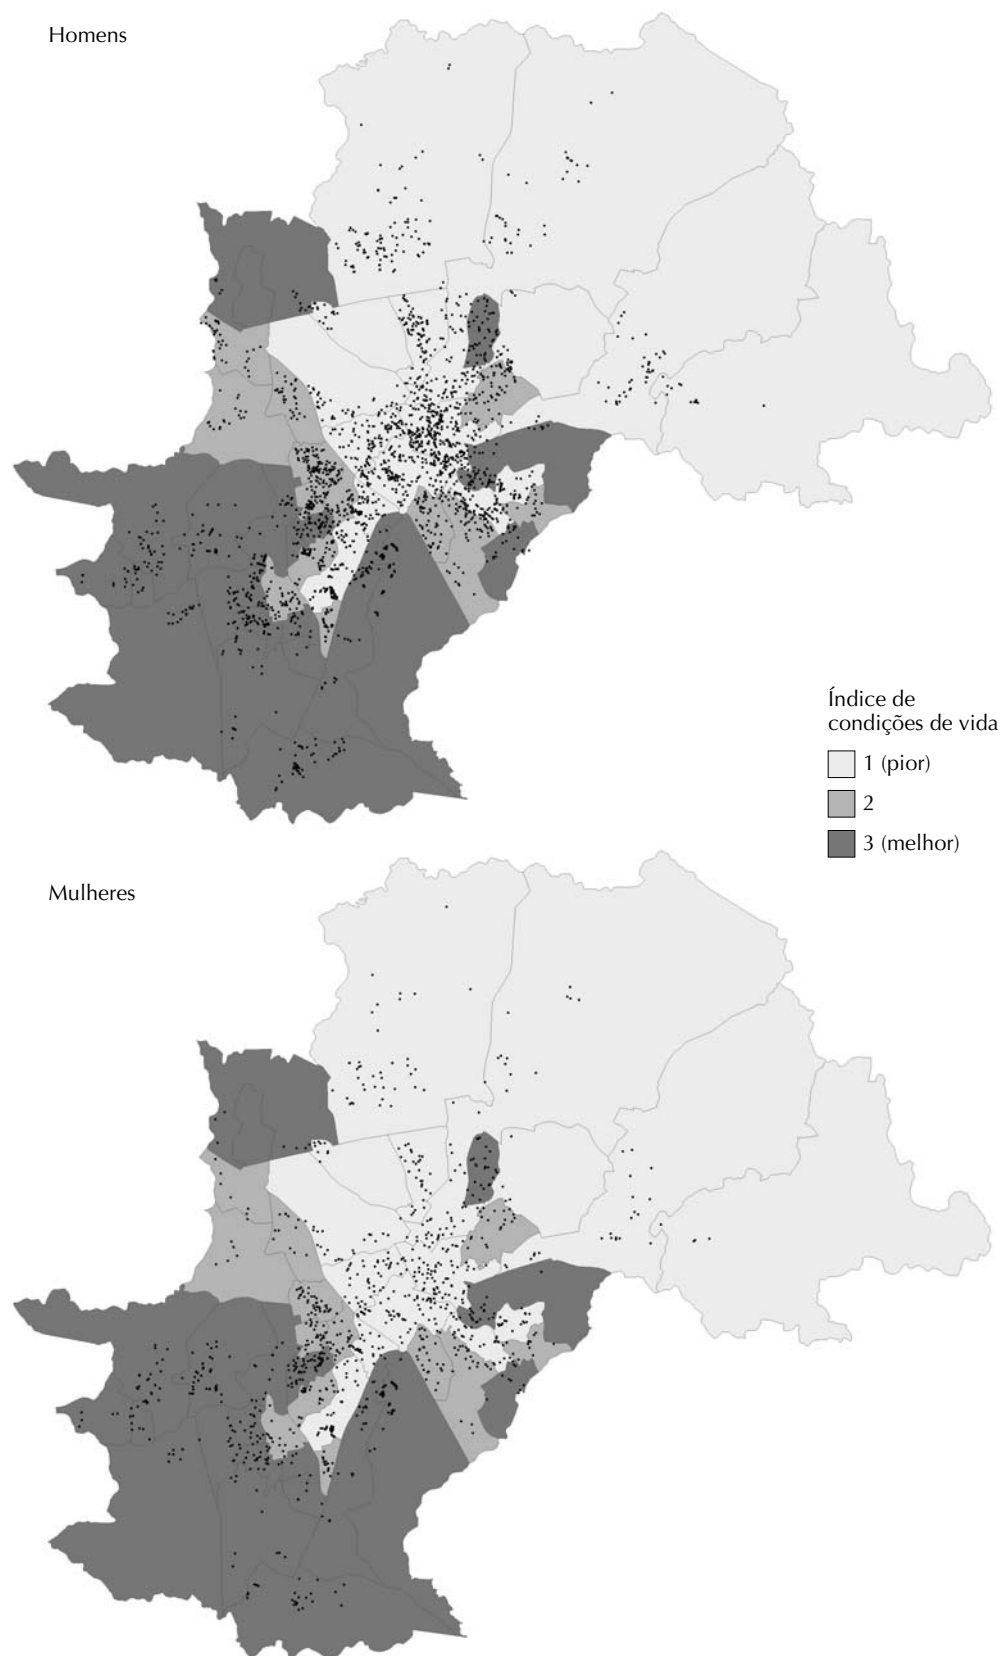 Homens
Índice de
condições de vida
1 (pior)
2
3 (melhor)
Mulheres